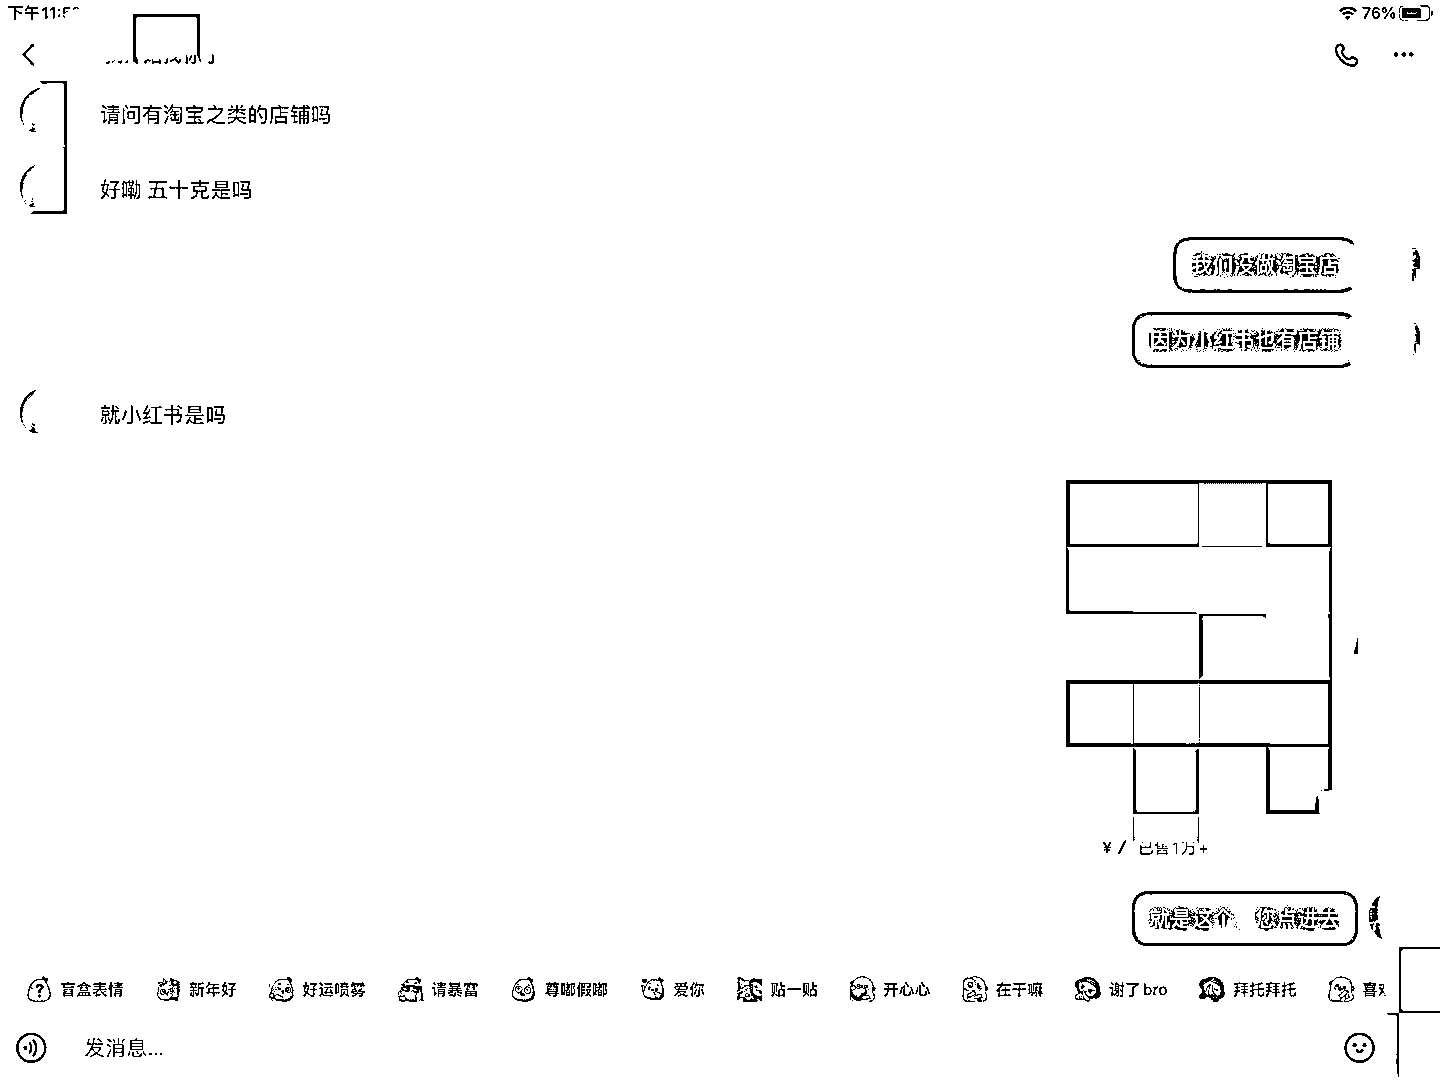 下午11:5
76%
请问有淘宝之类的店铺吗
好嘞 五十克是吗
我们没做淘宝店
因为小红书也有店铺
就小红书是吗
¥ 已售1万+
就是这个 您点进去
盲盒表情 新年好 好运喷雾 请暴富 尊嘟假嘟 爱你 贴一贴 开心心 在干嘛 谢了bro 拜托拜托 喜
发消息...